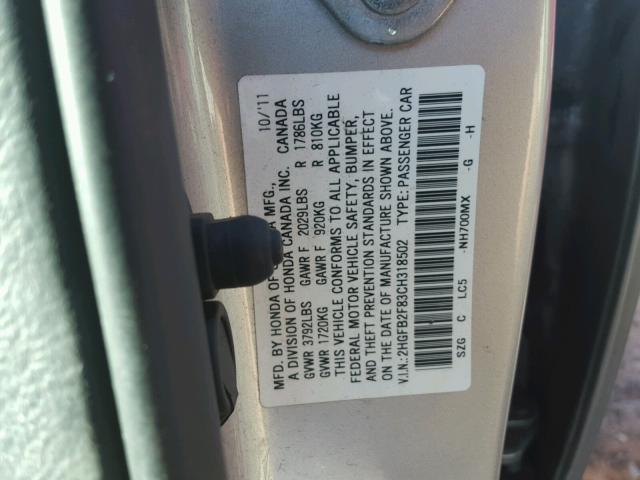 MFD. BY HONDA OF MFG., 10/'11
A DIVISION OF HONDA CANADA INC. CANADA
GVWR 3792LBS GAWR F 2029LBS R 1786LBS
GVWR 1720KG GAWR F 920KG R 810KG
THIS VEHICLE CONFORMS TO ALL APPLICABLE
FEDERAL MOTOR VEHICLE SAFETY, BUMPER,
AND THEFT PREVENTION STANDARDS IN EFFECT
ON THE DATE OF MANUFACTURE SHOWN ABOVE.
V.I.N.: 2HGFB2FB3CH318502 TYPE: PASSENGER CAR
SZG C LC5 -NH700MX -G -H